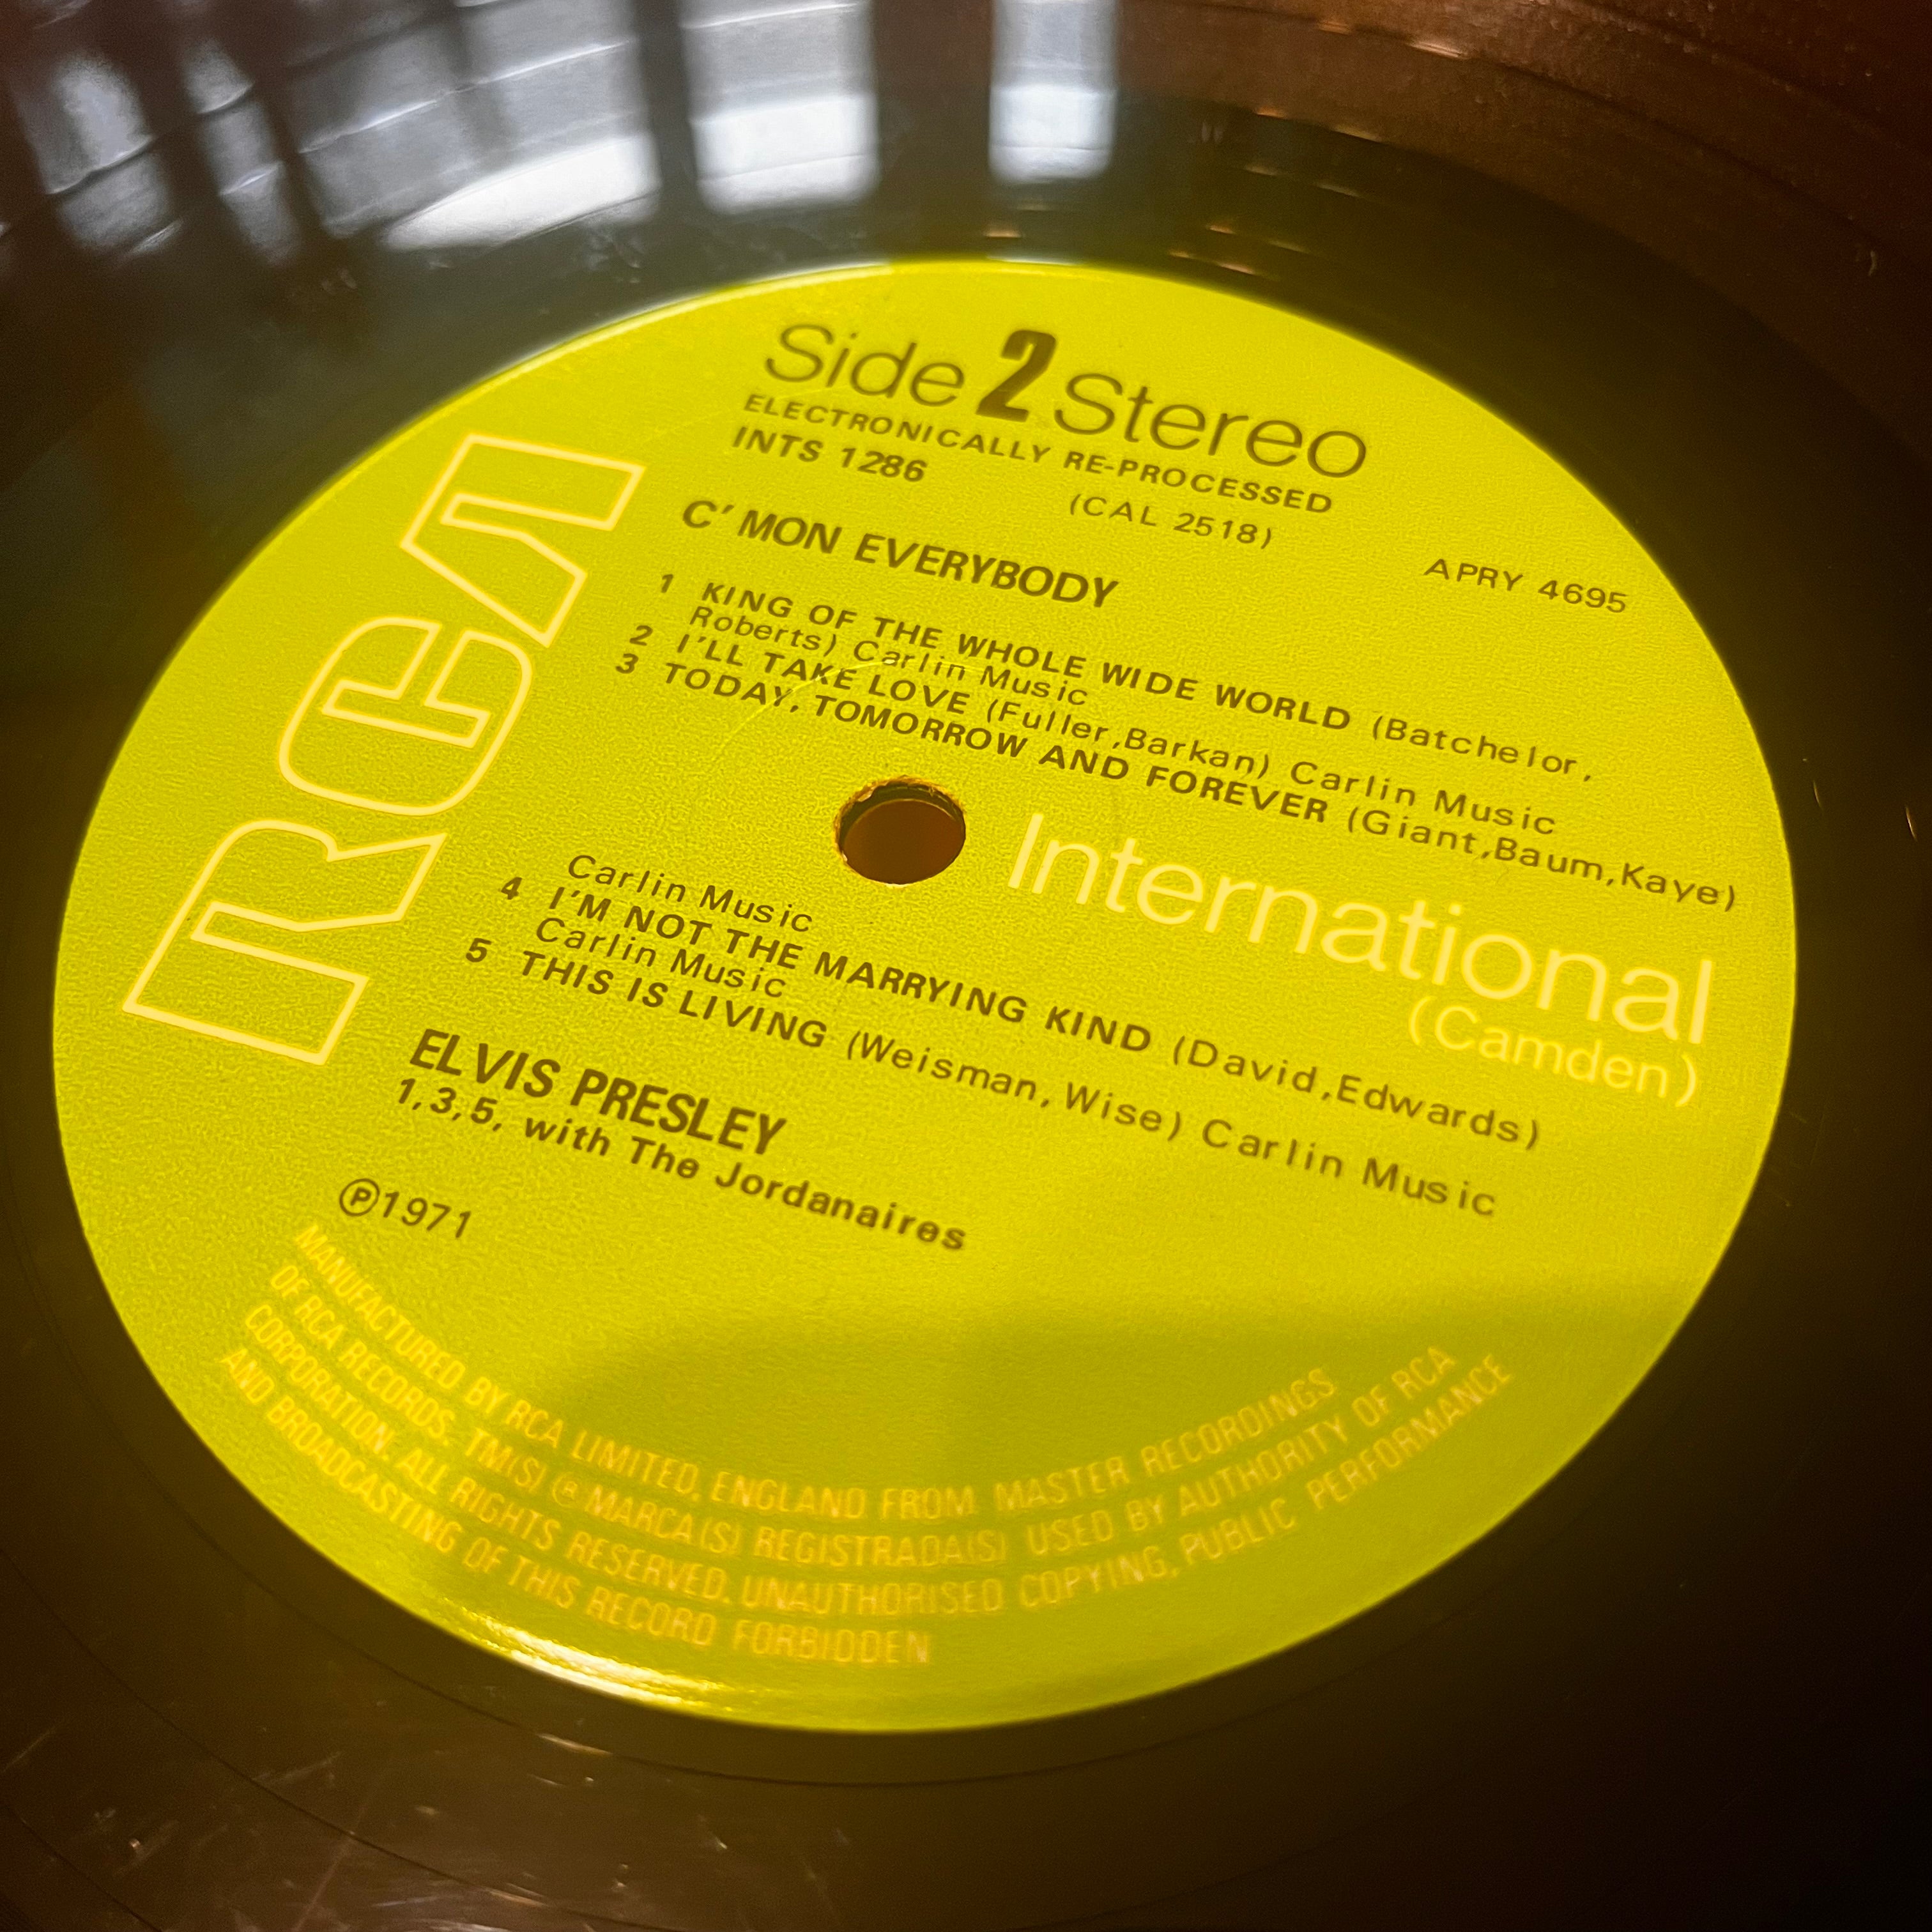 Side 2 Stereo
ELECTRONICALLY RE-PROCESSED
INTS 1286
(CAL 2518)
APRY 4695
C'MON EVERYBODY
1 KING OF THE WHOLE WIDE WORLD (Batchelor,
Roberts) Carlin Music
2 I'LL TAKE LOVE (Fuller,Barkan) Carlin Music
3 TODAY, TOMORROW AND FOREVER (Giant,Baum,Kaye)
Carlin Music
4 I'M NOT THE MARRYING KIND (David,Edwards)
Carlin Music
5 THIS IS LIVING (Weisman,Wise) Carlin Music
RCA
International
(Camden)
ELVIS PRESLEY
1,3,5, with The Jordanaires
Ⓟ1971
MANUFACTURED BY RCA LIMITED, ENGLAND FROM MASTER RECORDINGS
OF RCA RECORDS. TM(S) ® MARCA(S) REGISTRADA(S) USED BY AUTHORITY OF RCA
CORPORATION. ALL RIGHTS RESERVED. UNAUTHORISED COPYING, PUBLIC PERFORMANCE
AND BROADCASTING OF THIS RECORD FORBIDDEN